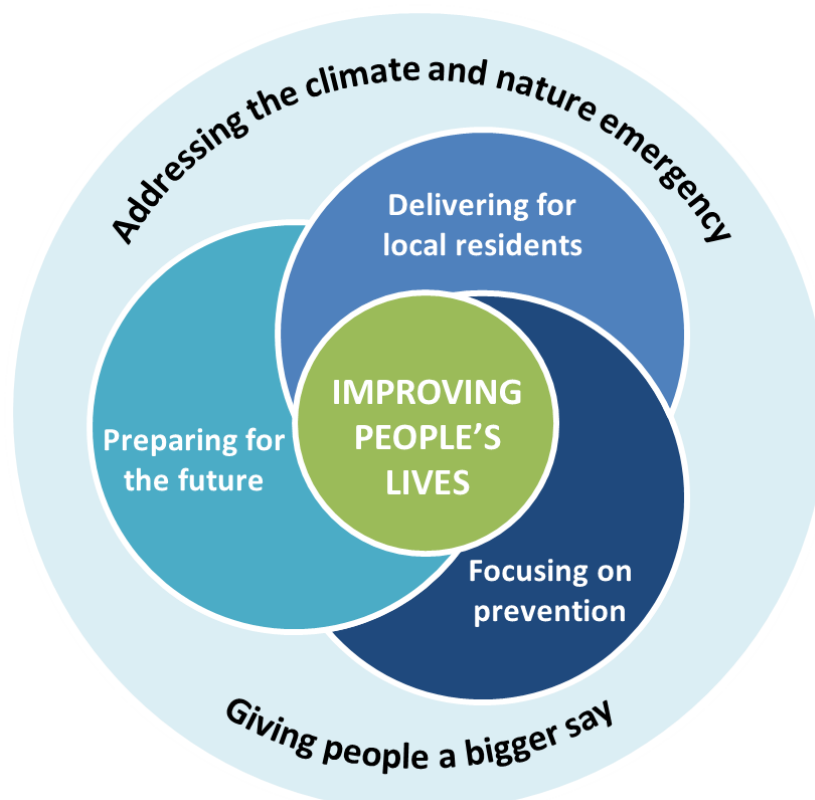 Addressing the climate and nature emergency
Delivering for
local residents
IMPROVING
PEOPLE’S
LIVES
Preparing for
the future
Focusing on
prevention
Giving people a bigger say